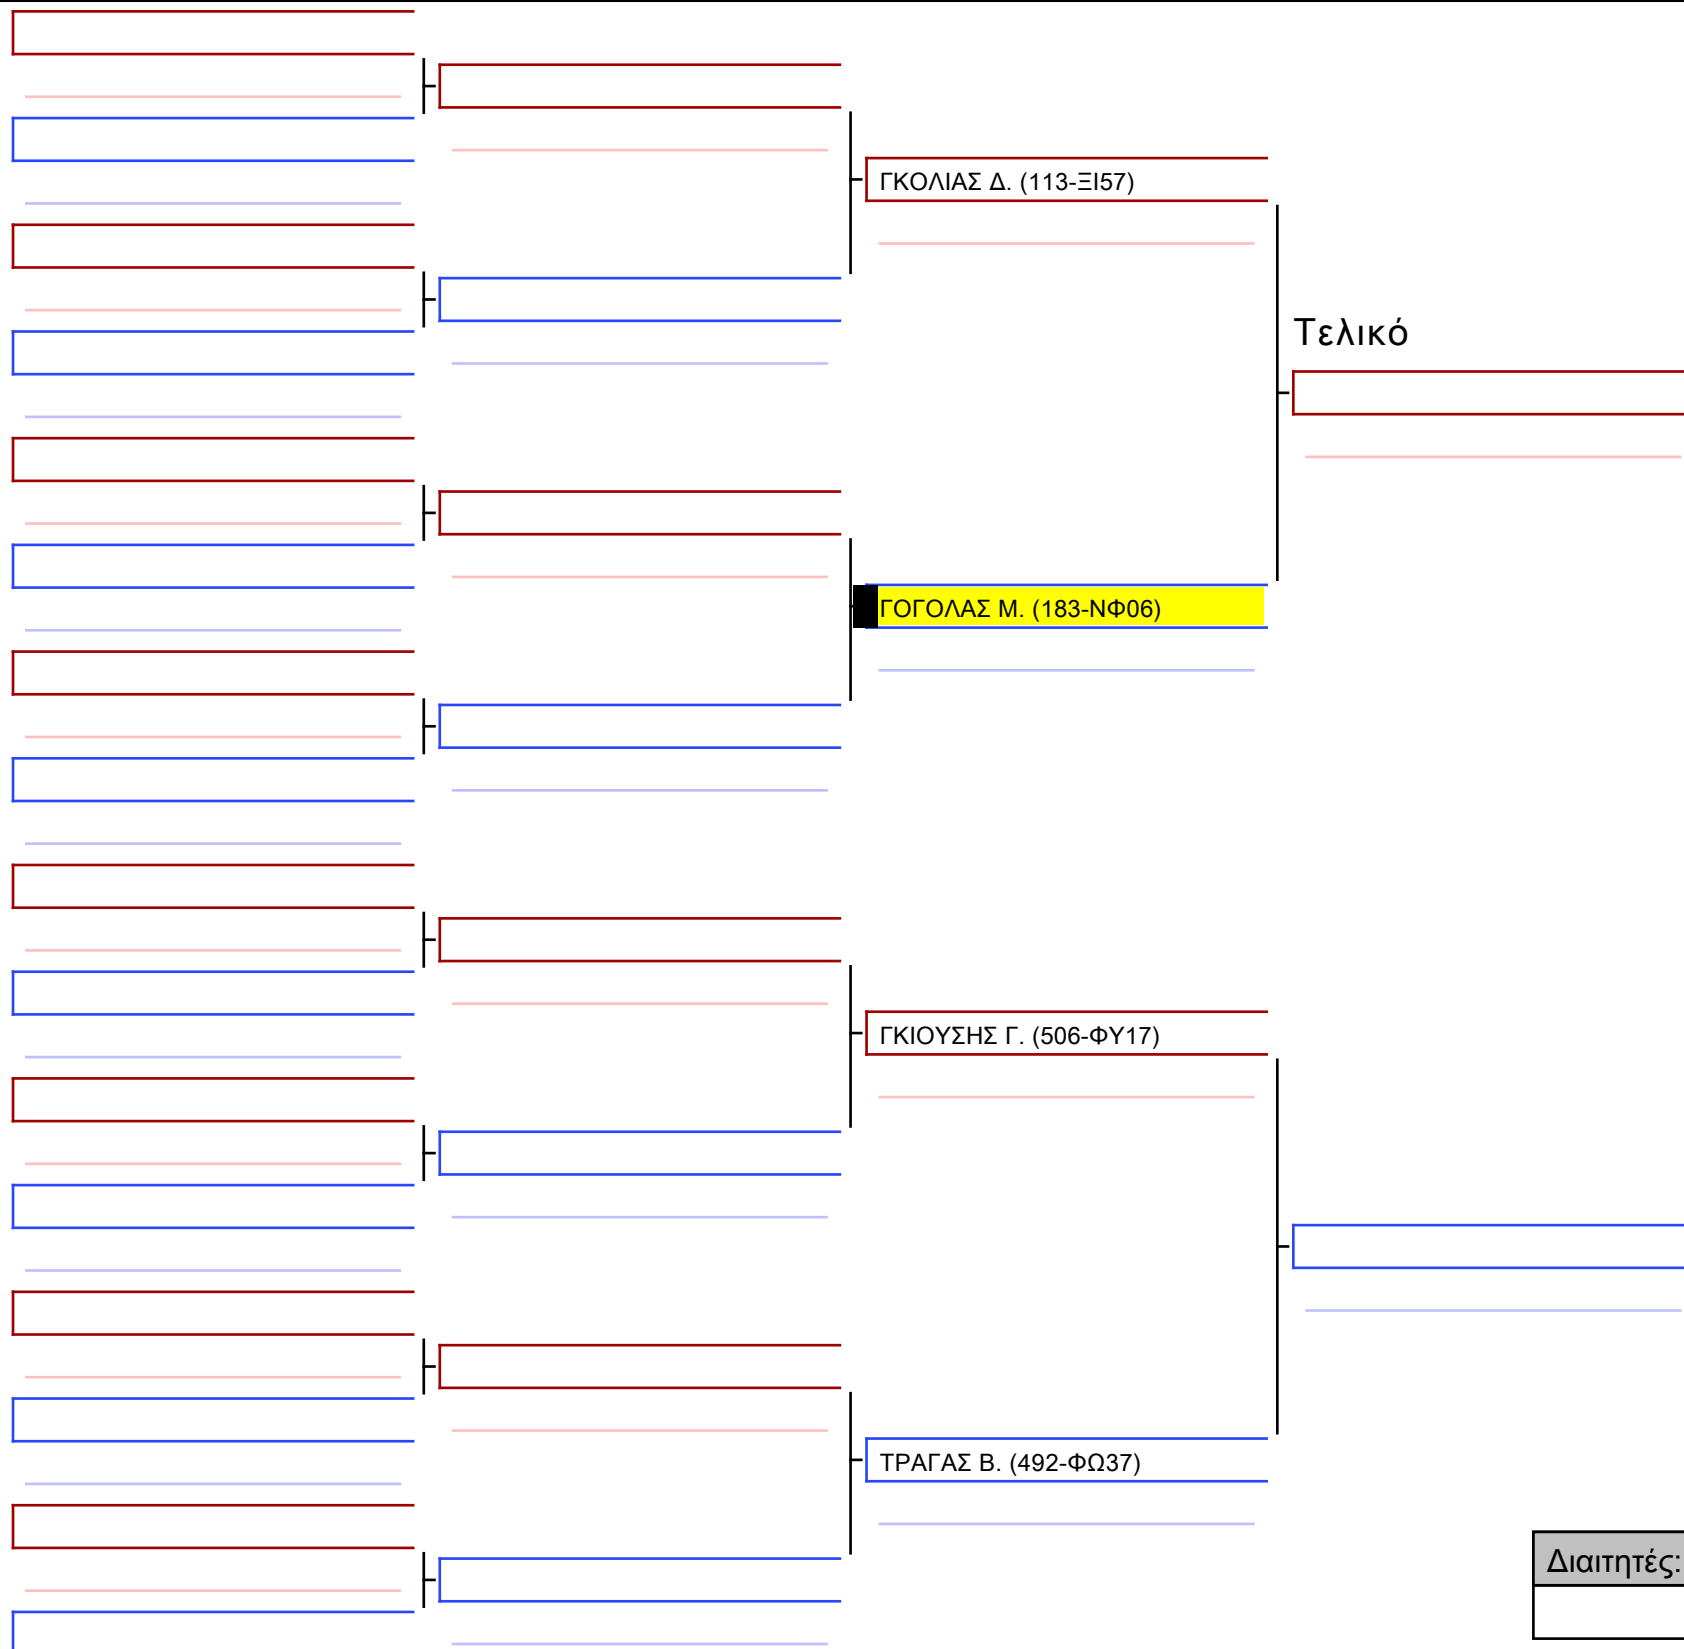 ΓΚΟΛΙΑΣ Δ. (113-ΞΙ57)
Τελικό
ΓΟΓΟΛΑΣ Μ. (183-ΝΦ06)
ΓΚΙΟΥΣΗΣ Γ. (506-ΦΥ17)
ΤΡΑΓΑΣ Β. (492-ΦΩ37)
Διαιτητές: